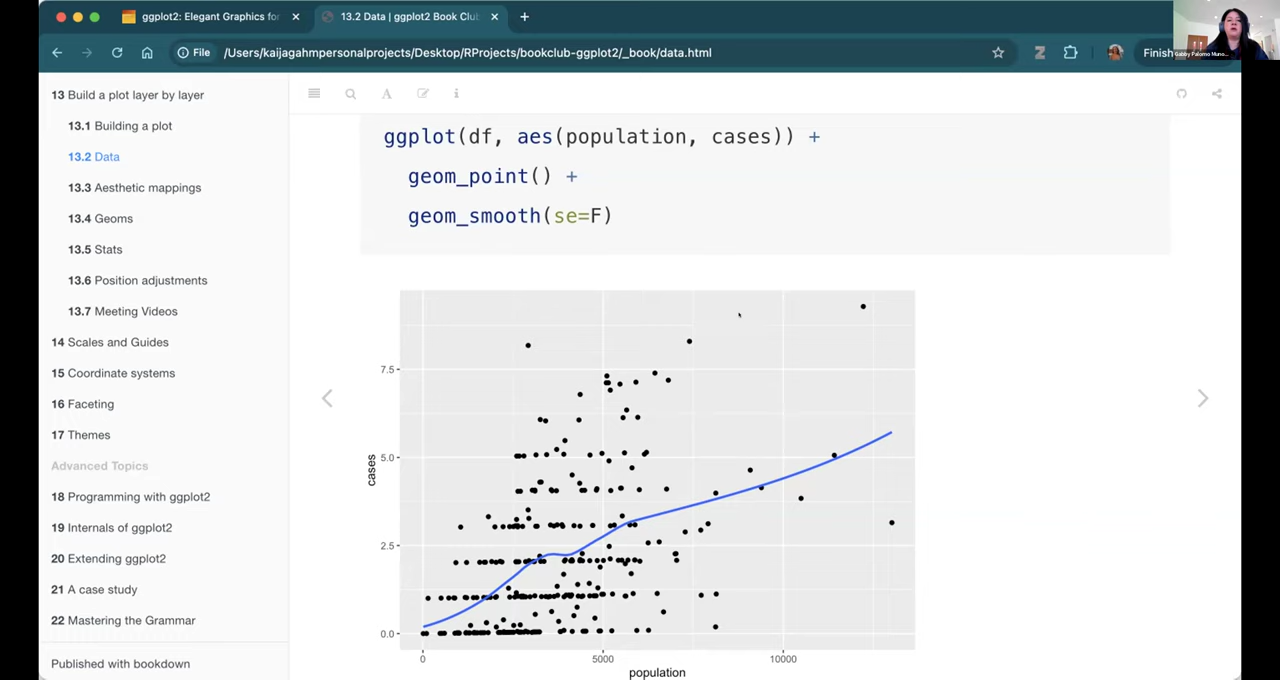 ggplot2: Elegant Graphics for
13.2 Data | ggplot2 Book Club
File
/Users/kaijagahmpersonalprojects/Desktop/RProjects/bookclub-ggplot2/_book/data.html
Finish
13 Build a plot layer by layer
13.1 Building a plot
13.2 Data
13.3 Aesthetic mappings
13.4 Geoms
13.5 Stats
13.6 Position adjustments
13.7 Meeting Videos
14 Scales and Guides
15 Coordinate systems
16 Faceting
17 Themes
Advanced Topics
18 Programming with ggplot2
19 Internals of ggplot2
20 Extending ggplot2
21 A case study
22 Mastering the Grammar
Published with bookdown
ggplot(df, aes(population, cases)) +
geom_point() +
geom_smooth(se=F)
7.5
5.0
2.5
0.0
cases
0
5000
10000
population